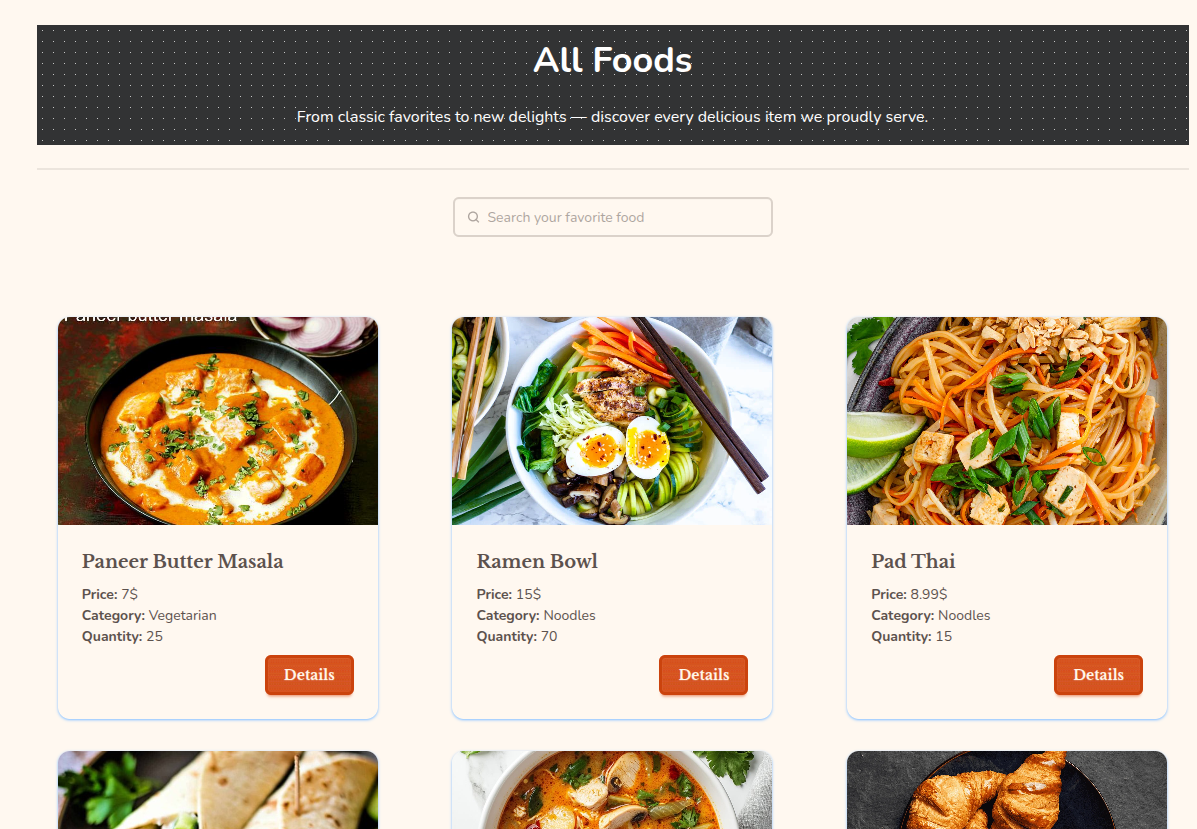 All Foods
From classic favorites to new delights — discover every delicious item we proudly serve.
Search your favorite food
Paneer butter masala
Paneer Butter Masala
Price: 7$
Category: Vegetarian
Quantity: 25
Details
Ramen Bowl
Price: 15$
Category: Noodles
Quantity: 70
Details
Pad Thai
Price: 8.99$
Category: Noodles
Quantity: 15
Details